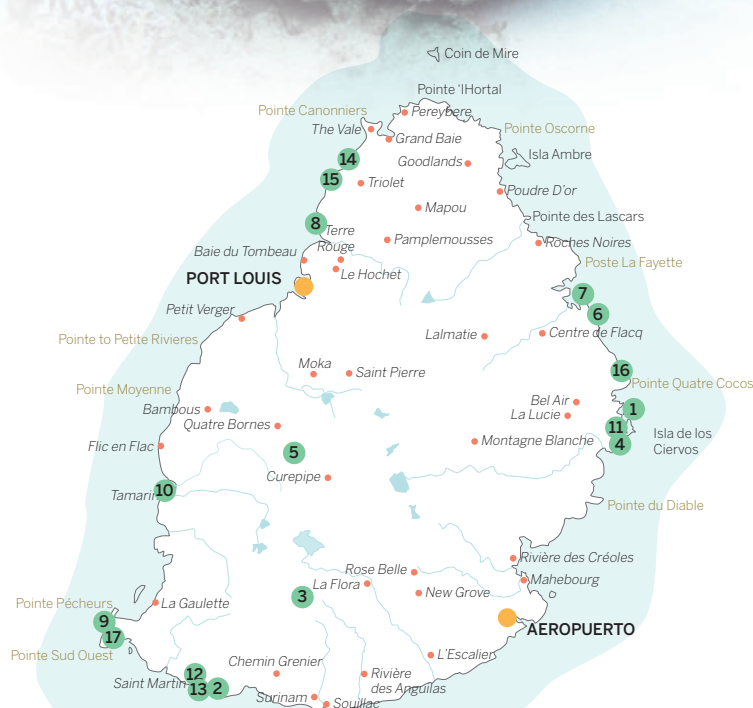 Coin de Mire
Pointe 'lHortal
Pointe Canonniers
Pereybere
The Vale
Grand Baie
Pointe Oscorne
14
Goodlands
Isla Ambre
15
Triolet
Poudre D'or
Mapou
8
Terre
Rouge
Pointe des Lascars
Pamplemousses
Roches Noires
Baie du Tombeau
Le Hochet
Poste La Fayette
PORT LOUIS
7
Petit Verger
6
Pointe to Petite Rivieres
Lalmatie
Centre de Flacq
Moka
Saint Pierre
16
Pointe Quatre Cocos
Pointe Moyenne
Bambous
Bel Air
1
La Lucie
Quatre Bornes
11
Isla de los
Ciervos
Flic en Flac
Montagne Blanche
4
5
Curepipe
Tamarin
10
Pointe du Diable
Rivière des Créoles
Rose Belle
La Flora
Mahebourg
3
New Grove
Pointe Pécheurs
La Gaulette
9
17
AEROPUERTO
Pointe Sud Ouest
L'Escalier
Chemin Grenier
12
Saint Martin
13
2
Rivière
des Anguilas
Surinam
Souillac